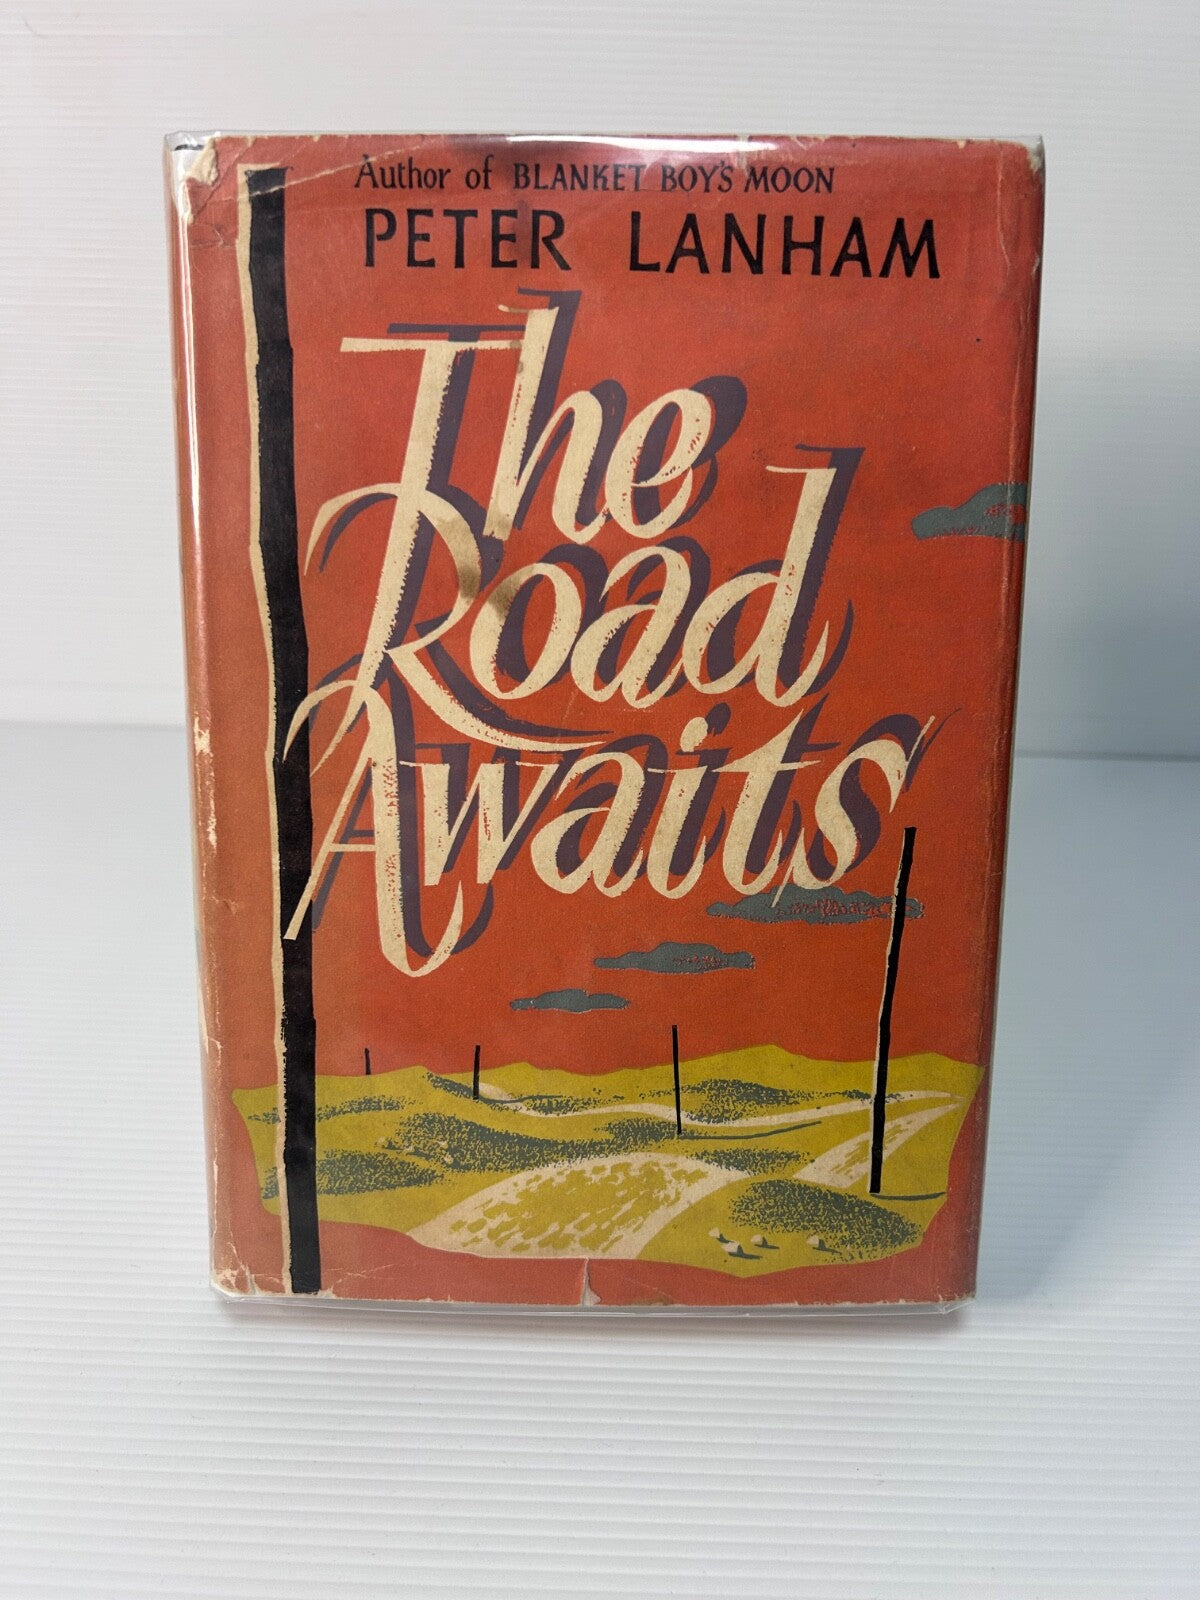 Author of BLANKET BOY'S MOON
PETER LANHAM
The
Road
Awaits